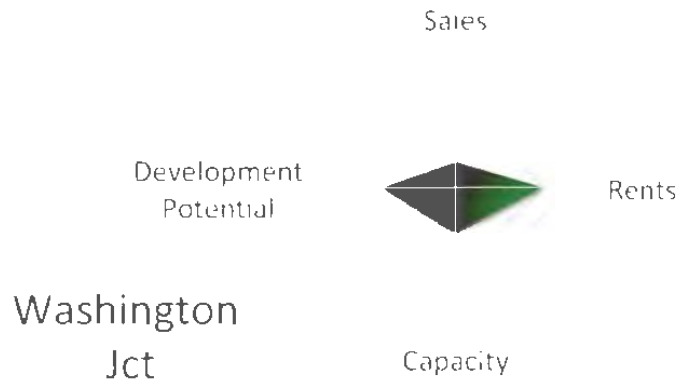 Sales
Development
Potential
Rents
Washington
Jct
Capacity